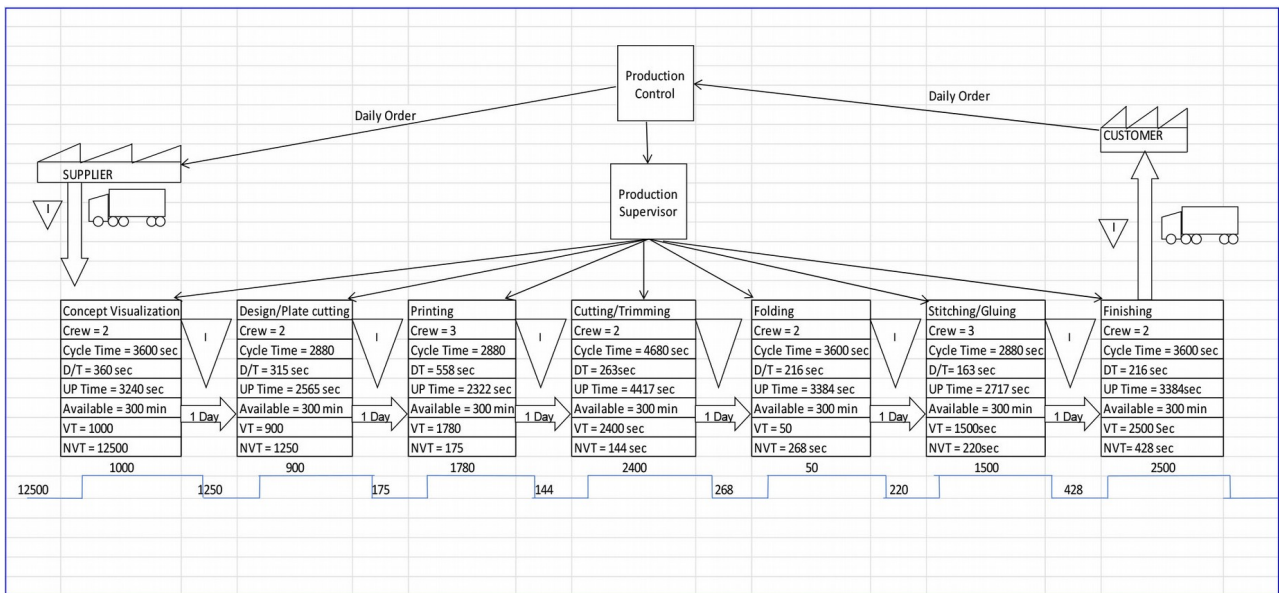 Production
Control
Daily Order
Daily Order
CUSTOMER
SUPPLIER
I
Production
Supervisor
I
Concept Visualization
Crew = 2
Cycle Time = 3600 sec
D/T = 360 sec
UP Time = 3240 sec
Available = 300 min
VT = 1000
NVT = 12500
I
1 Day
Design/Plate cutting
Crew = 2
Cycle Time = 2880
D/T = 315 sec
UP Time = 2565 sec
Available = 300 min
VT = 900
NVT = 1250
I
1 Day
Printing
Crew = 3
Cycle Time = 2880
DT = 558 sec
UP Time = 2322 sec
Available = 300 min
VT = 1780
NVT = 175
I
1 Day
Cutting/Trimming
Crew = 2
Cycle Time = 4680 sec
DT = 263sec
UP Time = 4417 sec
Available = 300 min
VT = 2400 sec
NVT = 144 sec
I
1 Day
Folding
Crew = 2
Cycle Time = 3600 sec
D/T = 216 sec
UP Time = 3384 sec
Available = 300 min
VT = 50
NVT = 268 sec
I
1 Day
Stitching/Gluing
Crew = 3
Cycle Time = 2880 sec
D/T = 163 sec
UP Time = 2717 sec
Available = 300 min
VT = 1500sec
NVT = 220sec
I
1 Day
Finishing
Crew = 2
Cycle Time = 3600 sec
DT = 216 sec
UP Time = 3384sec
Available = 300 min
VT = 2500 Sec
NVT= 428 sec
1000 900 1780 2400 50 1500 2500
12500 1250 175 144 268 220 428